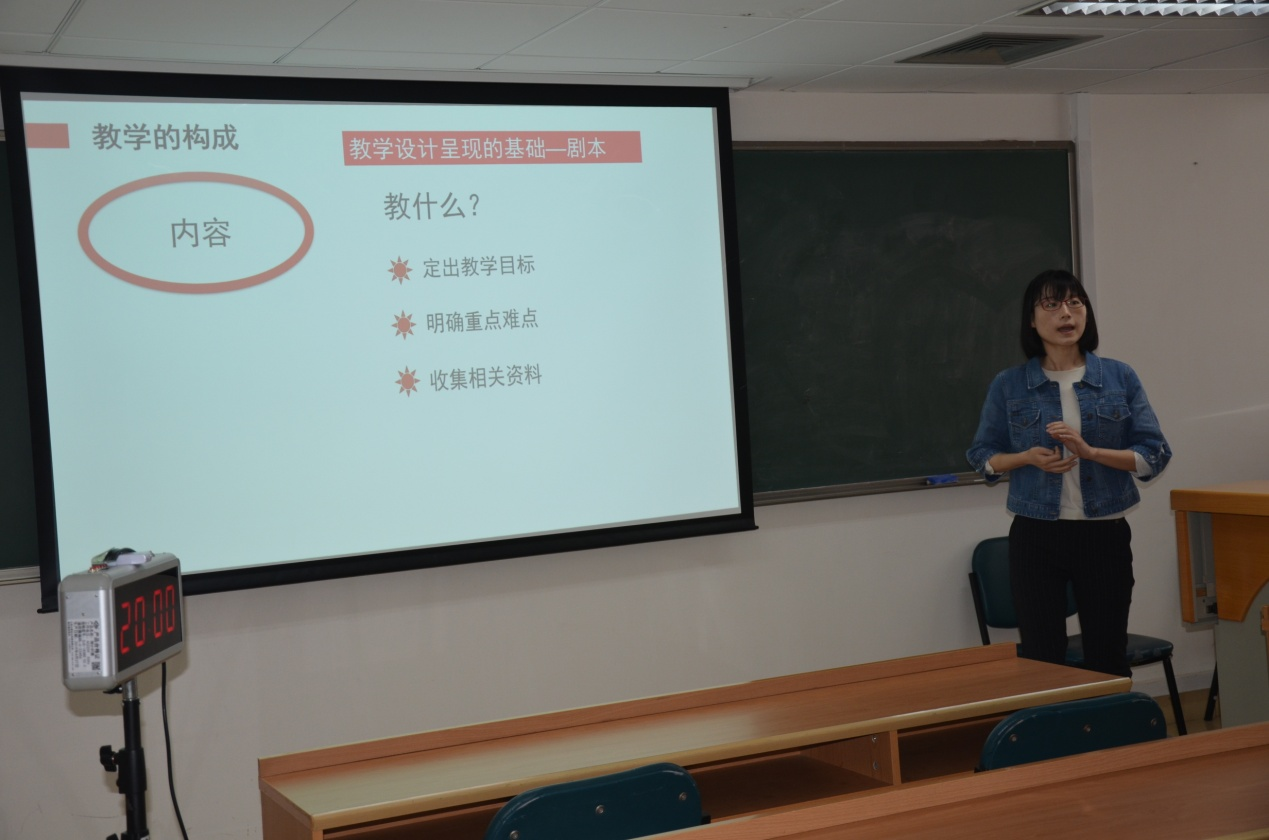 教学的构成
教学设计呈现的基础—剧本
内容
教什么?
定出教学目标
明确重点难点
收集相关资料
20:00